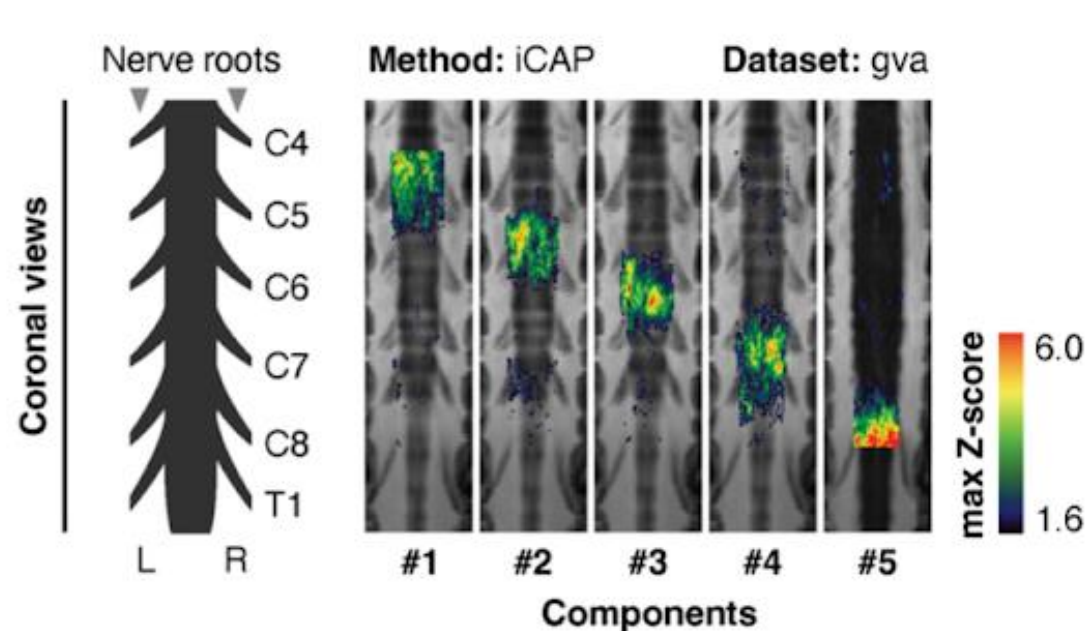 Nerve roots
Method: iCAP
Dataset: gva
Coronal views
C4
C5
C6
C7
C8
T1
L R
#1 #2 #3 #4 #5
Components
max Z-score
6.0
1.6